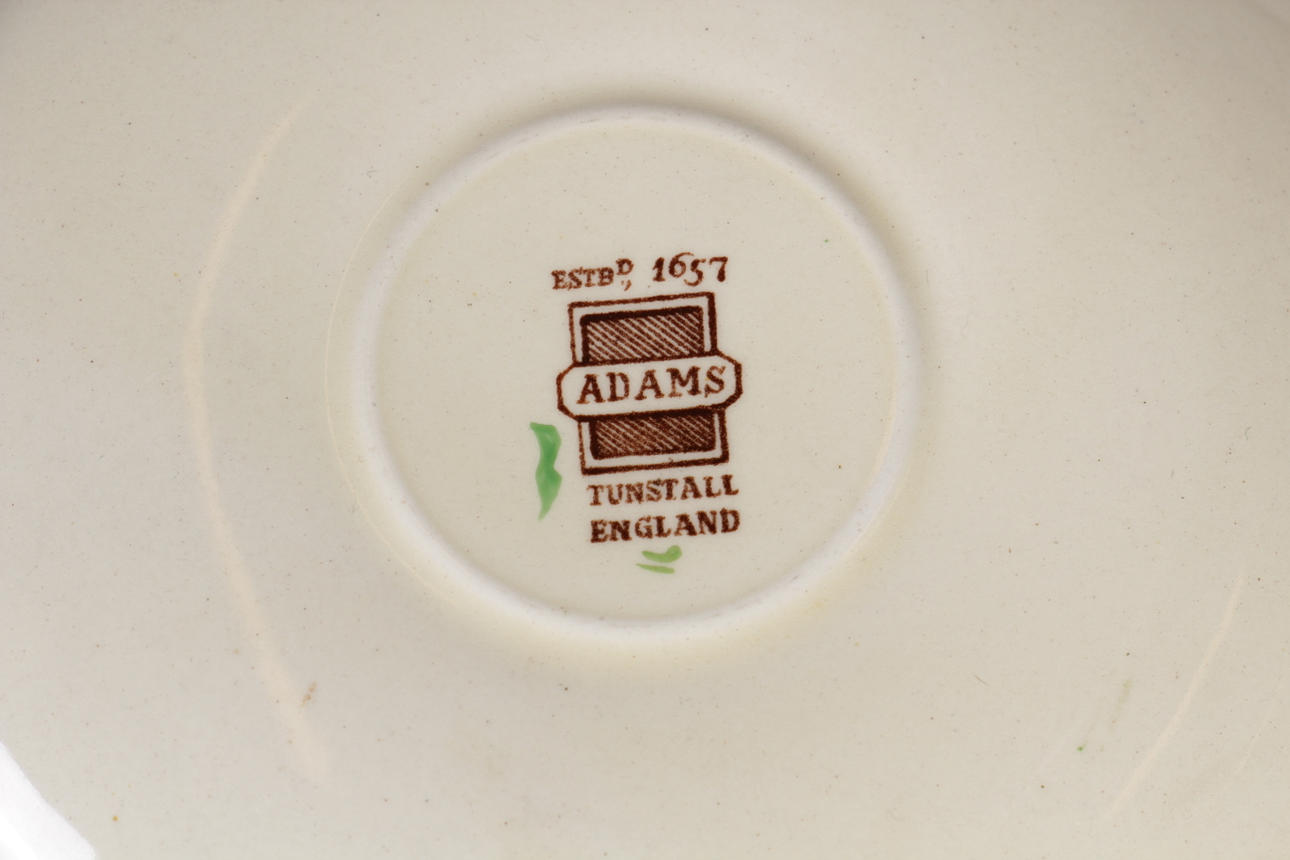 ESTBᴰ, 1657
ADAMS
TUNSTALL
ENGLAND